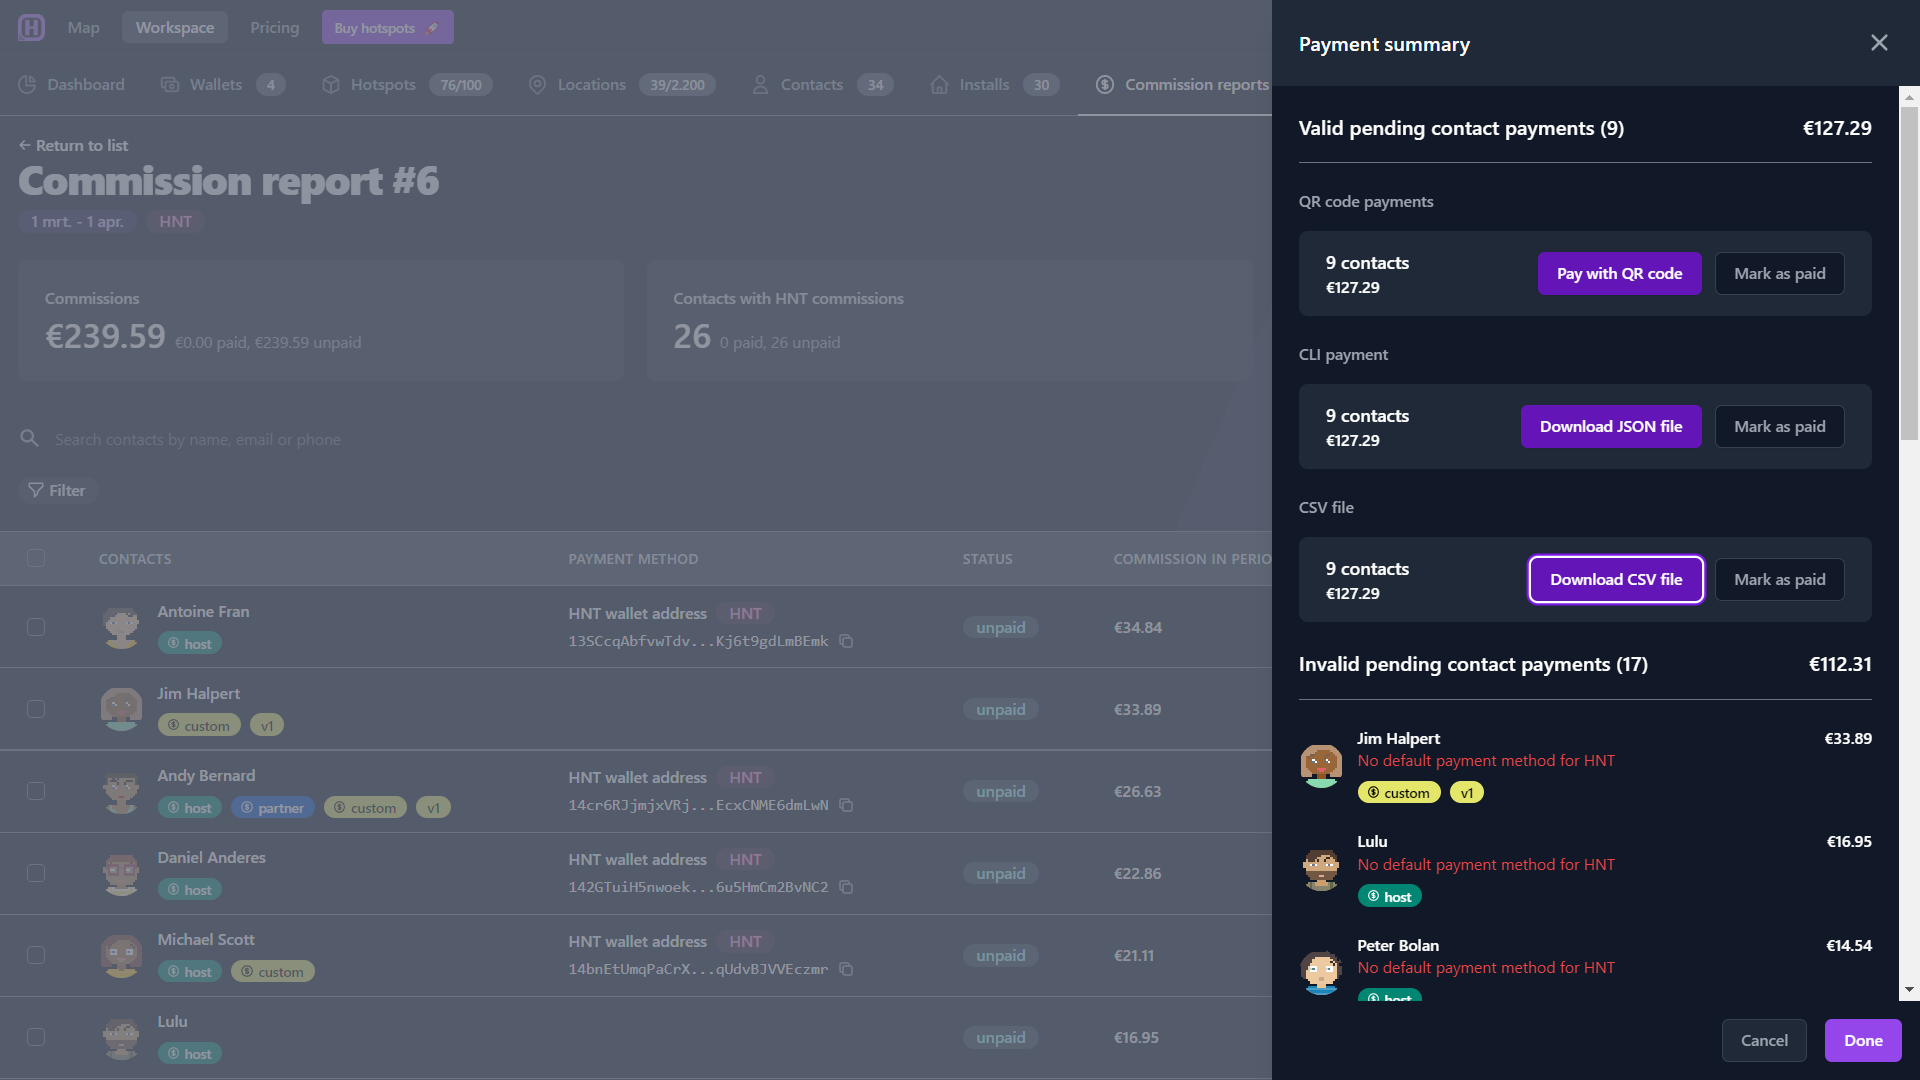 Map Workspace Pricing Buy hotspots
Dashboard Wallets 4 Hotspots 76/100 Locations 39/2.200 Contacts 34 Installs 30 Commission reports
← Return to list
Commission report #6
1 mrt. - 1 apr. HNT
Commissions
€239.59 €0.00 paid, €239.59 unpaid
Contacts with HNT commissions
26 0 paid, 26 unpaid
Search contacts by name, email or phone
Filter
CONTACTS PAYMENT METHOD STATUS COMMISSION IN PERIO
Antoine Fran
host
HNT wallet address HNT
13SCcqAbfvwTdv...Kj6t9gdLmBEmk
unpaid
€34.84
Jim Halpert
custom v1
unpaid
€33.89
Andy Bernard
host partner custom v1
HNT wallet address HNT
14cr6RJjmjxVRj...EcxCNME6dmLwN
unpaid
€26.63
Daniel Anderes
host
HNT wallet address HNT
142GTuiH5nwoek...6u5HmCm2BvNC2
unpaid
€22.86
Michael Scott
host custom
HNT wallet address HNT
14bnEtUmqPaCrX...qUdvBJVVEczmr
unpaid
€21.11
Lulu
host
unpaid
€16.95
Payment summary
Valid pending contact payments (9) €127.29
QR code payments
9 contacts
€127.29
Pay with QR code Mark as paid
CLI payment
9 contacts
€127.29
Download JSON file Mark as paid
CSV file
9 contacts
€127.29
Download CSV file Mark as paid
Invalid pending contact payments (17) €112.31
Jim Halpert €33.89
No default payment method for HNT
custom v1
Lulu €16.95
No default payment method for HNT
host
Peter Bolan €14.54
No default payment method for HNT
host
Cancel Done